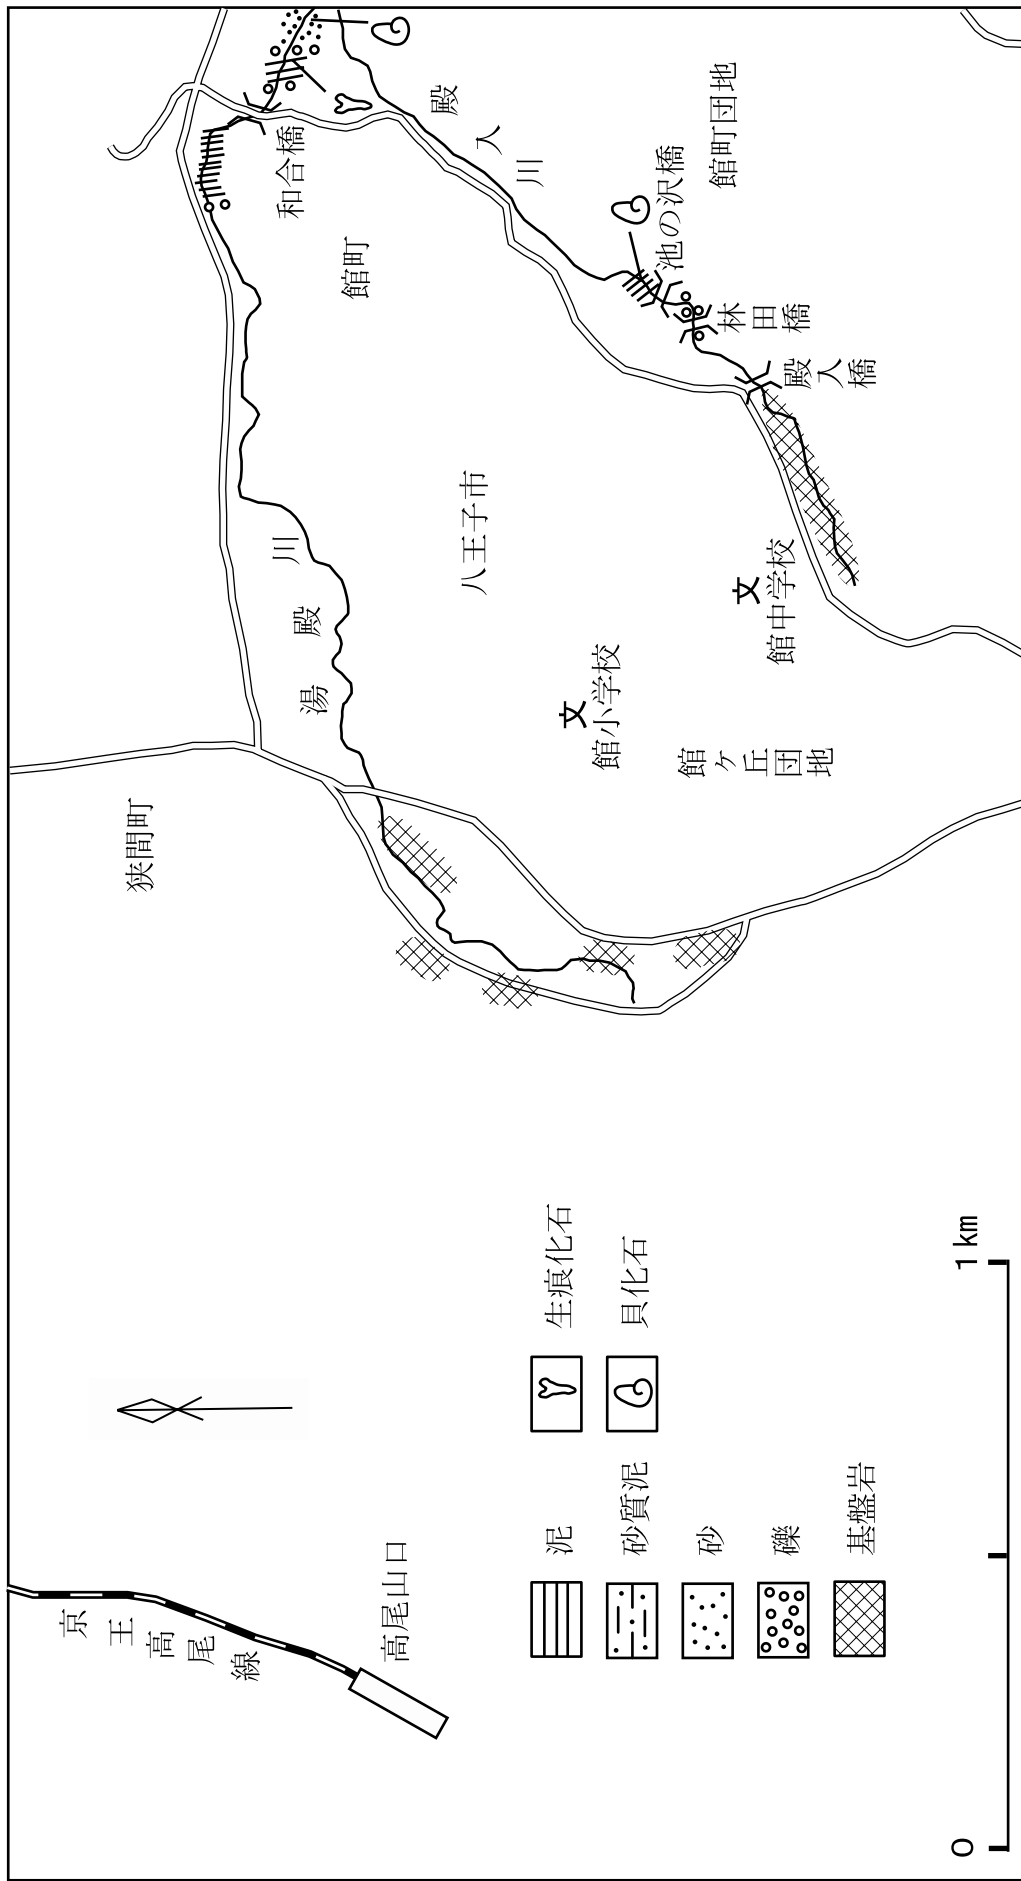 京王高尾線
高尾山口
狭間町
湯殿川
館町
和合橋
殿入川
館町団地
池の沢橋
林田橋
殿入橋
八王子市
文
館中学校
文
館小学校
館ヶ丘団地
泥
砂質泥
砂
礫
基盤岩
生痕化石
貝化石
0
1km